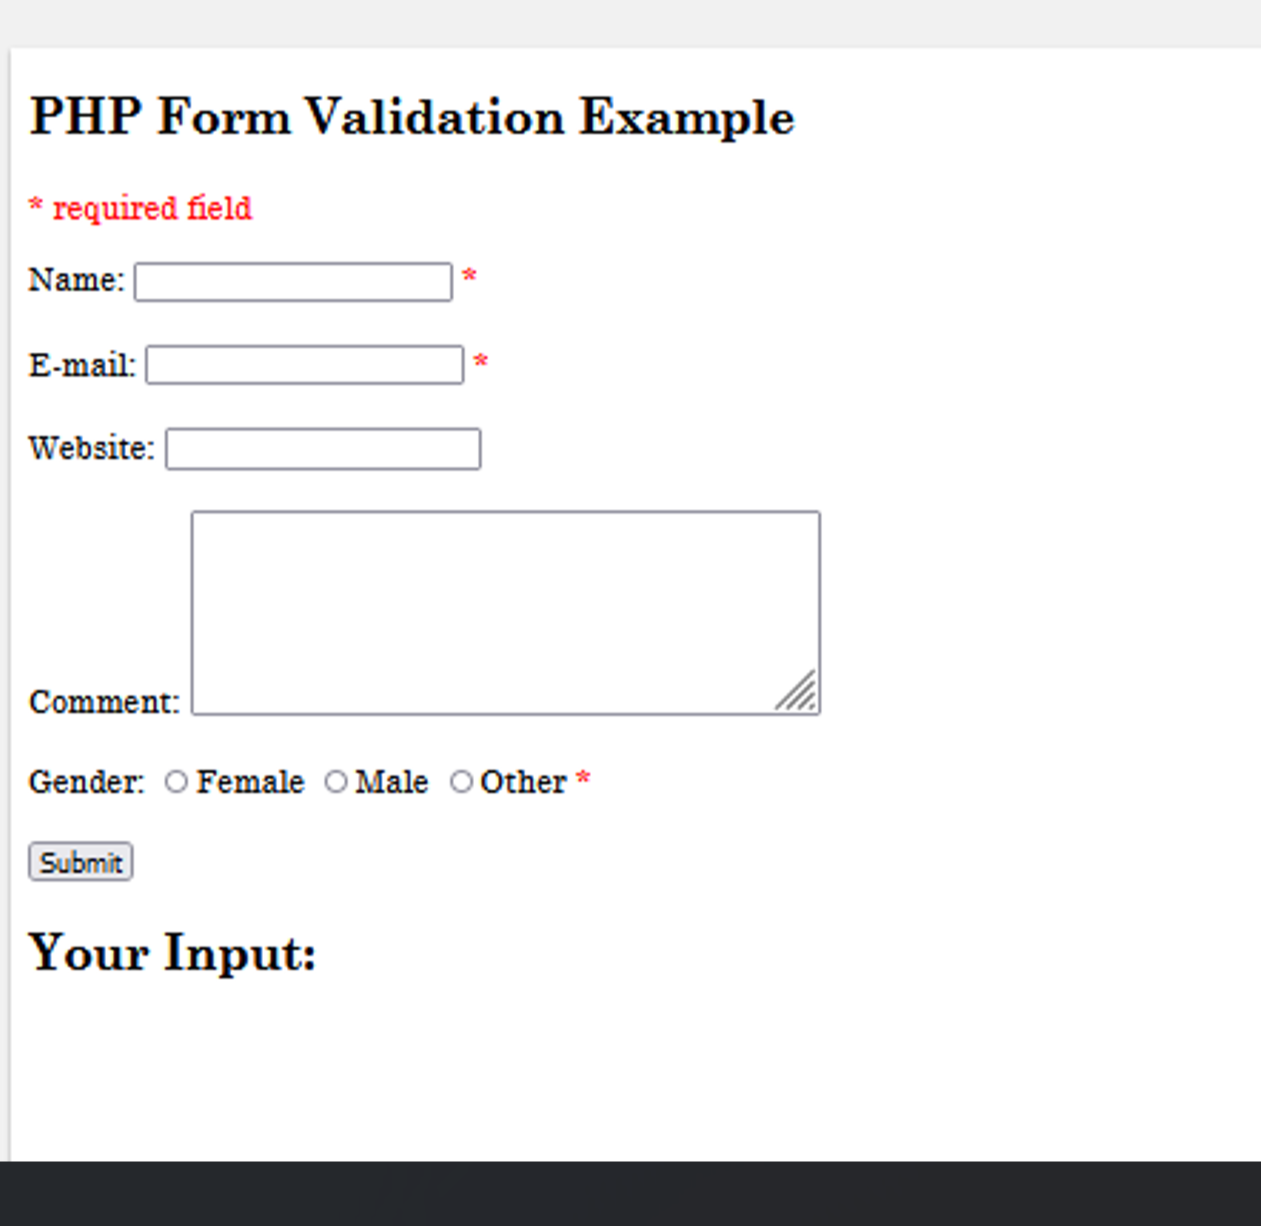 PHP Form Validation Example
* required field
Name: *
E-mail: *
Website:
Comment:
Gender: Female Male Other *
Submit
Your Input: